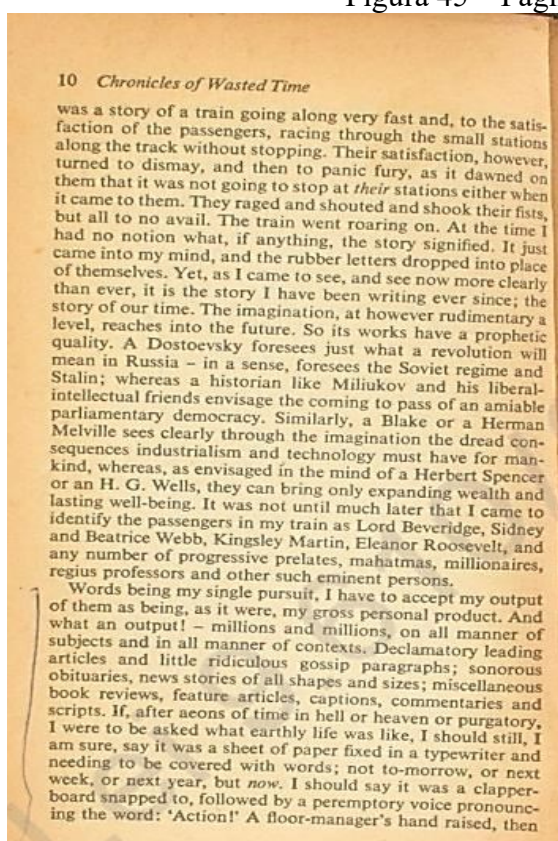 Figura 45 – Pági
10 Chronicles of Wasted Time
was a story of a train going along very fast and, to the satis-
faction of the passengers, racing through the small stations
along the track without stopping. Their satisfaction, however,
turned to dismay, and then to panic fury, as it dawned on
them that it was not going to stop at their stations either when
it came to them. They raged and shouted and shook their fists,
but all to no avail. The train went roaring on. At the time I
had no notion what, if anything, the story signified. It just
came into my mind, and the rubber letters dropped into place
of themselves. Yet, as I came to see, and see now more clearly
than ever, it is the story I have been writing ever since; the
story of our time. The imagination, at however rudimentary a
level, reaches into the future. So its works have a prophetic
quality. A Dostoevsky foresees just what a revolution will
mean in Russia – in a sense, foresees the Soviet regime and
Stalin; whereas a historian like Miliukov and his liberal-
intellectual friends envisage the coming to pass of an amiable
parliamentary democracy. Similarly, a Blake or a Herman
Melville sees clearly through the imagination the dread con-
sequences industrialism and technology must have for man-
kind, whereas, as envisaged in the mind of a Herbert Spencer
or an H. G. Wells, they can bring only expanding wealth and
lasting well-being. It was not until much later that I came to
identify the passengers in my train as Lord Beveridge, Sidney
and Beatrice Webb, Kingsley Martin, Eleanor Roosevelt, and
any number of progressive prelates, mahatmas, millionaires,
regius professors and other such eminent persons.
Words being my single pursuit, I have to accept my output
of them as being, as it were, my gross personal product. And
what an output! – millions and millions, on all manner of
subjects and in all manner of contexts. Declamatory leading
articles and little ridiculous gossip paragraphs; sonorous
obituaries, news stories of all shapes and sizes; miscellaneous
book reviews, feature articles, captions, commentaries and
scripts. If, after aeons of time in hell or heaven or purgatory,
I were to be asked what earthly life was like, I should still, I
am sure, say it was a sheet of paper fixed in a typewriter and
needing to be covered with words; not to-morrow, or next
week, or next year, but now. I should say it was a clapper-
board snapped to, followed by a peremptory voice pronounc-
ing the word: 'Action!' A floor-manager's hand raised, then